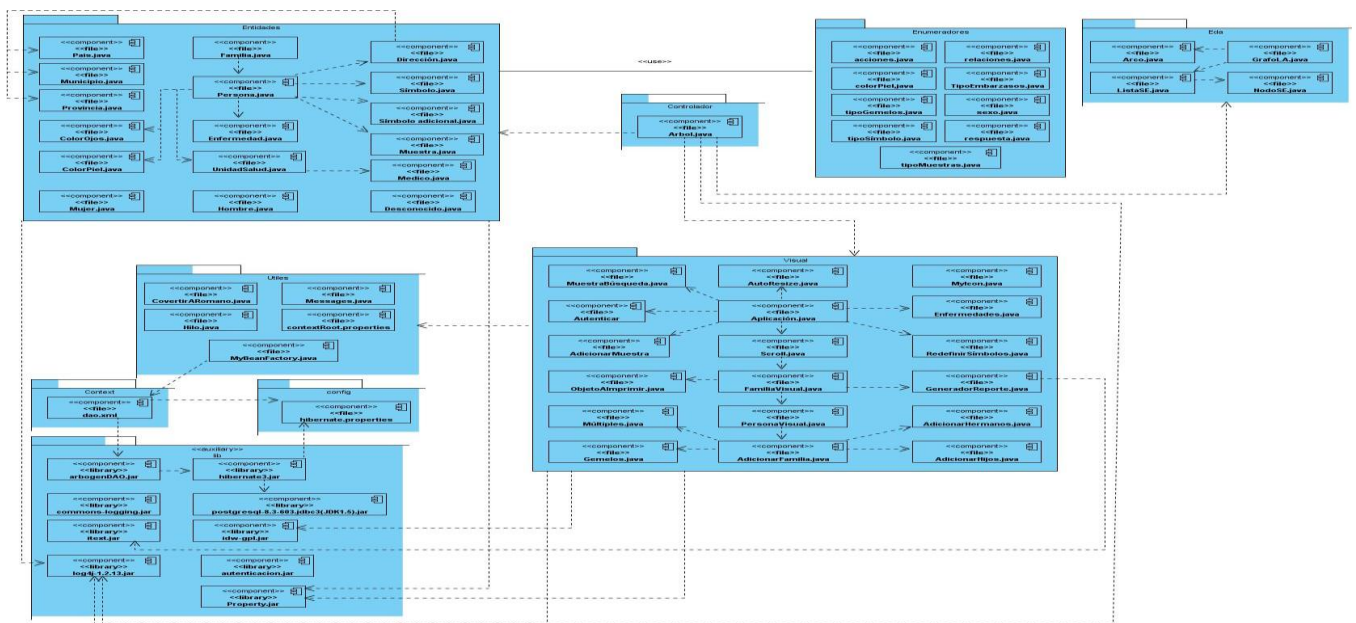 Entidades
<<component>>
<<file>>
País.java
<<component>>
<<file>>
Municipio.java
<<component>>
<<file>>
Provincia.java
<<component>>
<<file>>
ColorOjos.java
<<component>>
<<file>>
ColorPiel.java
<<component>>
<<file>>
Mujer.java
<<component>>
<<file>>
Familia.java
<<component>>
<<file>>
Persona.java
<<component>>
<<file>>
Enfermedad.java
<<component>>
<<file>>
UnidadSalud.java
<<component>>
<<file>>
Hombre.java
<<component>>
<<file>>
Dirección.java
<<component>>
<<file>>
Símbolo.java
<<component>>
<<file>>
Símbolo adicional.java
<<component>>
<<file>>
Muestra.java
<<component>>
<<file>>
Medico.java
<<component>>
<<file>>
Desconocido.java
<<use>>
Controlador
<<component>>
<<file>>
Arbol.java
Enumeradores
<<component>>
<<file>>
acciones.java
<<component>>
<<file>>
relaciones.java
<<component>>
<<file>>
colorPiel.java
<<component>>
<<file>>
TipoEmbarzasos.java
<<component>>
<<file>>
tipoGemelos.java
<<component>>
<<file>>
sexo.java
<<component>>
<<file>>
tipoSimbolo.java
<<component>>
<<file>>
respuesta.java
<<component>>
<<file>>
tipoMuestras.java
Eda
<<component>>
<<file>>
Arco.java
<<component>>
<<file>>
GrafoLA.java
<<component>>
<<file>>
ListaSE.java
<<component>>
<<file>>
NodoSE.java
Utiles
<<component>>
<<file>>
CovertirARomano.java
<<component>>
<<file>>
Messages.java
<<component>>
<<file>>
Hilo.java
<<component>>
<<file>>
contextRoot.properties
<<component>>
<<file>>
MyBeanFactory.java
Visual
<<component>>
<<file>>
MuestraBúsqueda.java
<<component>>
<<file>>
AutoResize.java
<<component>>
<<file>>
MyIcon.java
<<component>>
<<file>>
Autenticar
<<component>>
<<file>>
Aplicación.java
<<component>>
<<file>>
Enfermedades.java
<<component>>
<<file>>
AdicionarMuestra
<<component>>
<<file>>
Scroll.java
<<component>>
<<file>>
RedefinirSímbolos.java
<<component>>
<<file>>
ObjetoAImprimir.java
<<component>>
<<file>>
FamiliaVisual.java
<<component>>
<<file>>
GeneradorReporte.java
<<component>>
<<file>>
Múltiples.java
<<component>>
<<file>>
PersonaVisual.java
<<component>>
<<file>>
AdicionarHermanos.java
<<component>>
<<file>>
Gemelos.java
<<component>>
<<file>>
AdicionarFamilia.java
<<component>>
<<file>>
AdicionarHijos.java
Context
<<component>>
<<file>>
dao.xml
config
<<component>>
<<file>>
hibernate.properties
<<auxiliary>>
lib
<<component>>
<<library>>
arbogenDAO.jar
<<component>>
<<library>>
hibernate3.jar
<<component>>
<<library>>
commons-logging.jar
<<component>>
<<library>>
postgresql-8.3-603.jdbc3(JDK1.5).jar
<<component>>
<<library>>
itext.jar
<<component>>
<<library>>
idw-gpl.jar
<<component>>
<<library>>
log4j-1.2.13.jar
<<component>>
<<library>>
autenticacion.jar
<<component>>
<<library>>
Property.jar